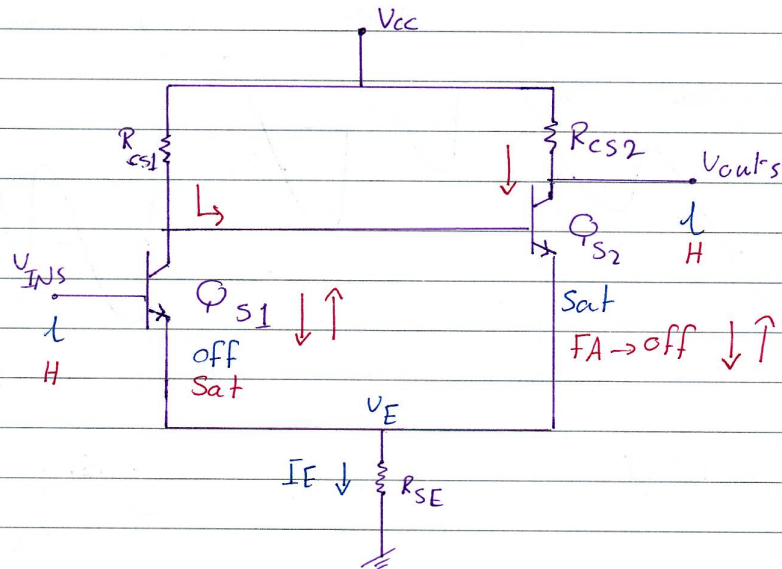 Vcc
R
cs1
Rcs2
Vouts
l
H
QS2
VINS
l
H
QS1
off
Sat
Sat
FA → off
VE
IE
RSE